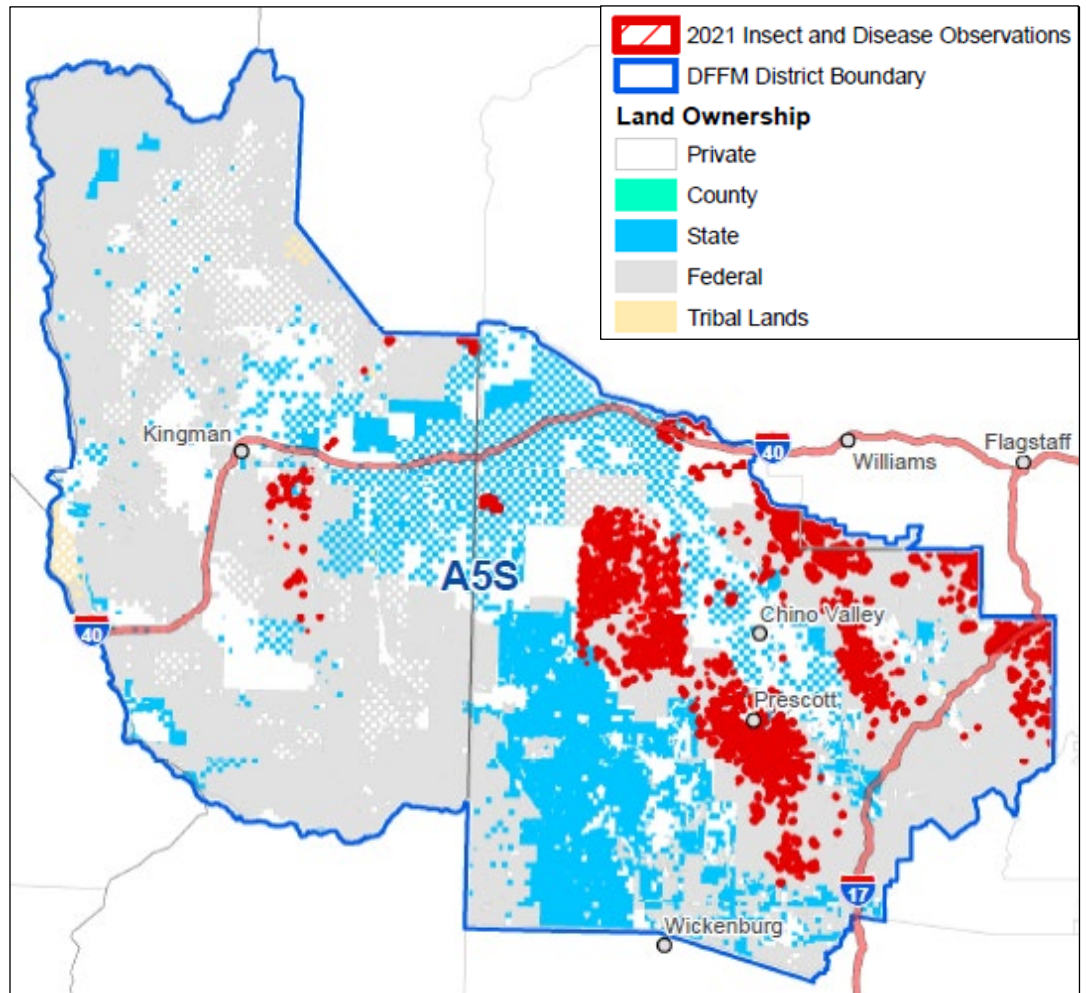 2021 Insect and Disease Observations
DFFM District Boundary
Land Ownership
Private
County
State
Federal
Tribal Lands
Kingman
40
Williams
Flagstaff
A5S
Chino Valley
40
Prescott
17
Wickenburg